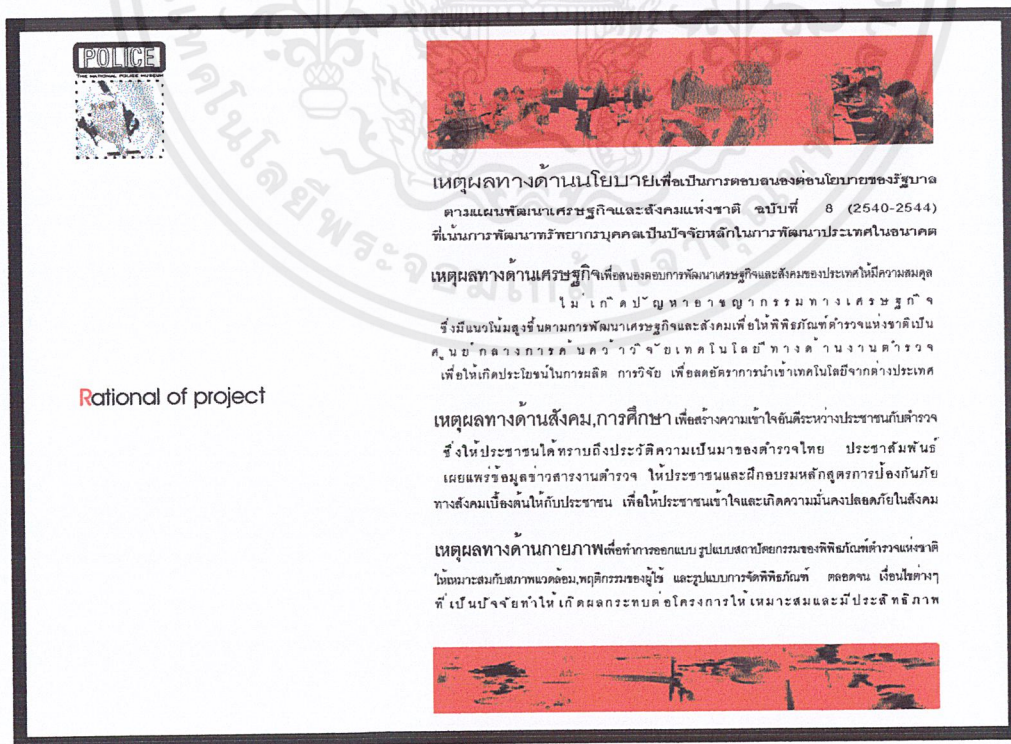 POLICE
THE NATIONAL POLICE MUSEUM
เหตุผลทางด้านนโยบายเพื่อเป็นการตอบสนองต่อนโยบายของรัฐบาล
ตามแผนพัฒนาเศรษฐกิจและสังคมแห่งชาติ ฉบับที่ 8 (2540-2544)
ที่เน้นการพัฒนาทรัพยากรบุคคลเป็นปัจจัยหลักในการพัฒนาประเทศในอนาคต
เหตุผลทางด้านเศรษฐกิจเพื่อสนองตอบการพัฒนาเศรษฐกิจและสังคมของประเทศให้มีความสมดุล
ไม่เกิดปัญหาอาชญากรรมทางเศรษฐกิจ
ซึ่งมีแนวโน้มสูงขึ้นตามการพัฒนาเศรษฐกิจและสังคมเพื่อให้พิพิธภัณฑ์ตำรวจแห่งชาติเป็น
ศูนย์กลางการค้นคว้าวิจัยเทคโนโลยีทางด้านงานตำรวจ
เพื่อให้เกิดประโยชน์ในการผลิต การวิจัย เพื่อลดอัตราการนำเข้าเทคโนโลยีจากต่างประเทศ
Rational of project
เหตุผลทางด้านสังคม,การศึกษา เพื่อสร้างความเข้าใจอันดีระหว่างประชาชนกับตำรวจ
ซึ่งให้ประชาชนได้ทราบถึงประวัติความเป็นมาของตำรวจไทย ประชาสัมพันธ์
เผยแพร่ข้อมูลข่าวสารงานตำรวจ ให้ประชาชนและฝึกอบรมหลักสูตรการป้องกันภัย
ทางสังคมเบื้องต้นให้กับประชาชน เพื่อให้ประชาชนเข้าใจและเกิดความมั่นคงปลอดภัยในสังคม
เหตุผลทางด้านกายภาพเพื่อทำการออกแบบ รูปแบบสถาปัตยกรรมของพิพิธภัณฑ์ตำรวจแห่งชาติ
ให้เหมาะสมกับสภาพแวดล้อม,พฤติกรรมของผู้ใช้ และรูปแบบการจัดพิพิธภัณฑ์ ตลอดจน เงื่อนไขต่างๆ
ที่เป็นปัจจัยทำให้เกิดผลกระทบต่อโครงการให้เหมาะสมและมีประสิทธิภาพ